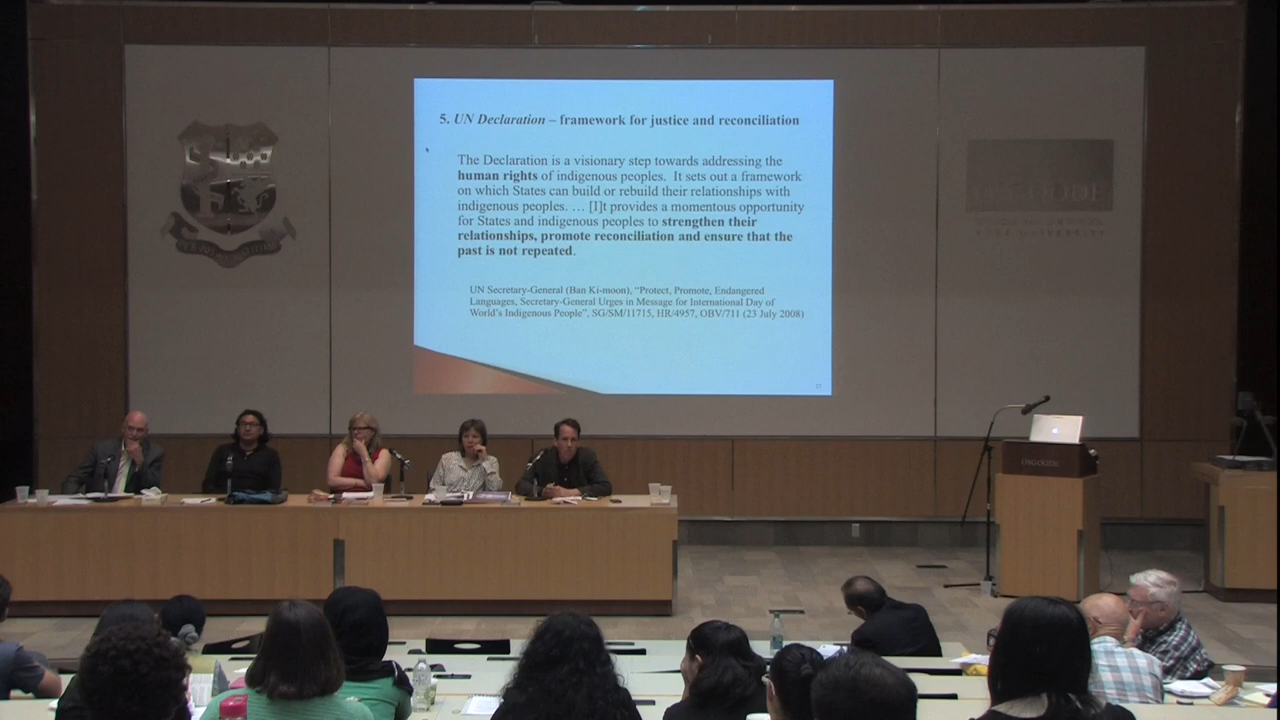 5. UN Declaration – framework for justice and reconciliation
The Declaration is a visionary step towards addressing the
human rights of indigenous peoples. It sets out a framework
on which States can build or rebuild their relationships with
indigenous peoples. … [I]t provides a momentous opportunity
for States and indigenous peoples to strengthen their
relationships, promote reconciliation and ensure that the
past is not repeated.
UN Secretary-General (Ban Ki-moon), “Protect, Promote, Endangered
Languages, Secretary-General Urges in Message for International Day of
World’s Indigenous People”, SG/SM/11715, HR/4957, OBV/711 (23 July 2008)
OSGOODE